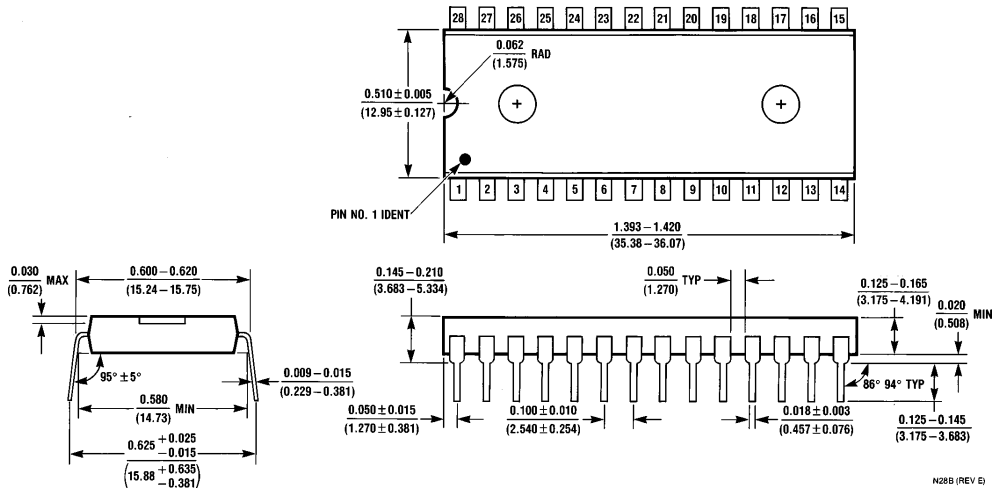 28 27 26 25 24 23 22 21 20 19 18 17 16 15
0.062
(1.575) RAD
0.510 ± 0.005
(12.95 ± 0.127)
PIN NO. 1 IDENT
1 2 3 4 5 6 7 8 9 10 11 12 13 14
1.393 – 1.420
(35.38 – 36.07)
0.030
(0.762) MAX
0.600 – 0.620
(15.24 – 15.75)
95° ± 5°
0.009 – 0.015
(0.229 – 0.381)
0.580
(14.73) MIN
0.625 +0.025
−0.015
(15.88 +0.635
−0.381)
0.145 – 0.210
(3.683 – 5.334)
0.050
(1.270) TYP
0.125 – 0.165
(3.175 – 4.191)
0.020
(0.508) MIN
86° 94° TYP
0.050 ± 0.015
(1.270 ± 0.381)
0.100 ± 0.010
(2.540 ± 0.254)
0.018 ± 0.003
(0.457 ± 0.076)
0.125 – 0.145
(3.175 – 3.683)
N28B (REV E)